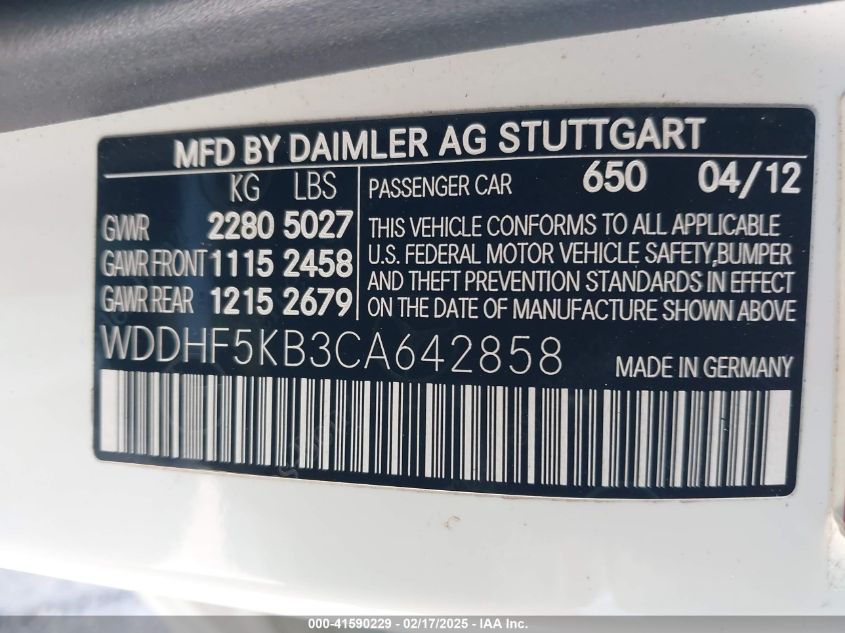 MFD BY DAIMLER AG STUTTGART
KG LBS
GVWR 2280 5027
GAWR FRONT 1115 2458
GAWR REAR 1215 2679
PASSENGER CAR 650 04/12
THIS VEHICLE CONFORMS TO ALL APPLICABLE
U.S. FEDERAL MOTOR VEHICLE SAFETY,BUMPER
AND THEFT PREVENTION STANDARDS IN EFFECT
ON THE DATE OF MANUFACTURE SHOWN ABOVE
WDDHF5KB3CA642858 MADE IN GERMANY
000-41590229 - 02/17/2025 - IAA Inc.